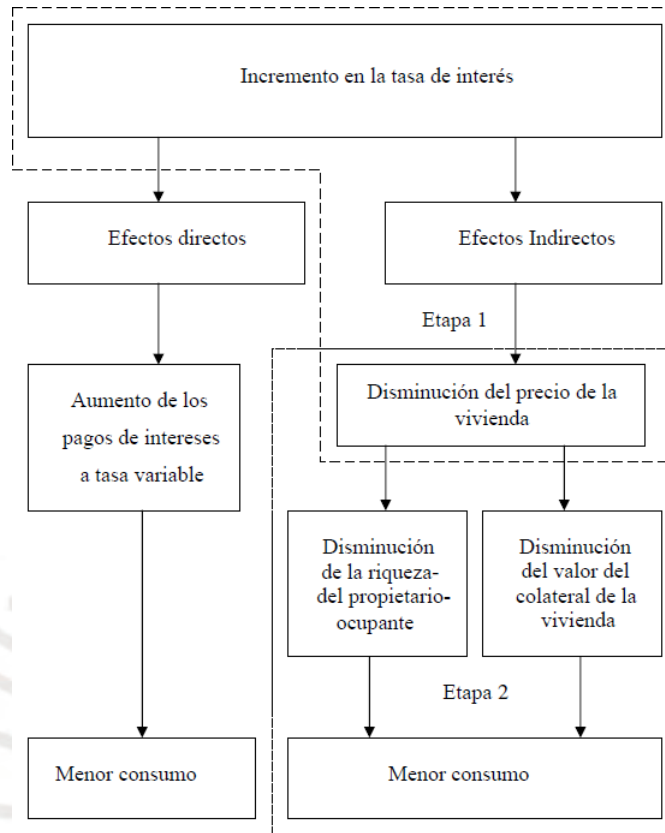 Incremento en la tasa de interés
Efectos directos
Efectos Indirectos
Etapa 1
Aumento de los
pagos de intereses
a tasa variable
Disminución del precio de la
vivienda
Disminución
de la riqueza-
del propietario-
ocupante
Disminución
del valor del
colateral de la
vivienda
Etapa 2
Menor consumo
Menor consumo